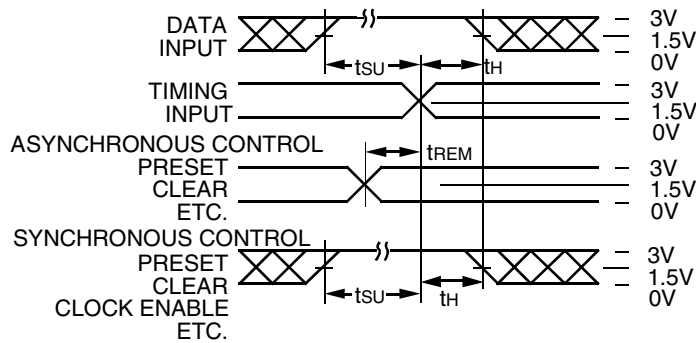 DATA
INPUT
tSU
tH
3V
1.5V
0V
TIMING
INPUT
3V
1.5V
0V
ASYNCHRONOUS CONTROL
PRESET
CLEAR
ETC.
tREM
3V
1.5V
0V
SYNCHRONOUS CONTROL
PRESET
CLEAR
CLOCK ENABLE
ETC.
tSU
tH
3V
1.5V
0V